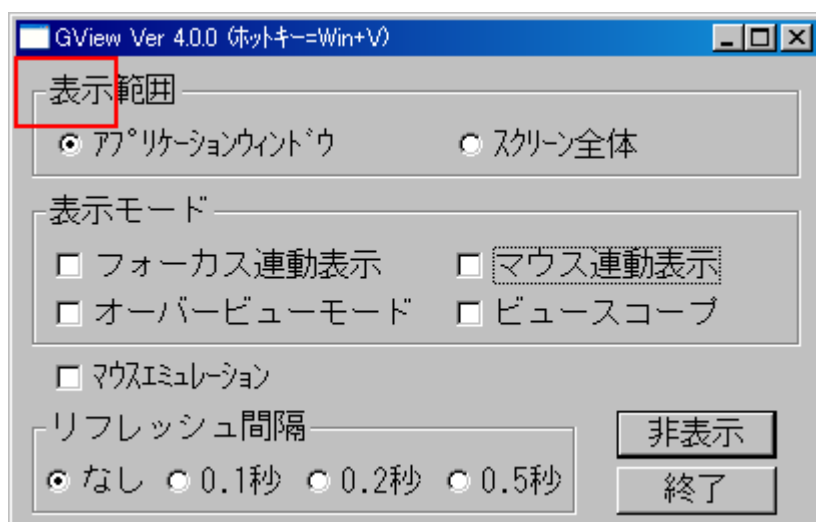 GView Ver 4.0.0 (ﾎｯﾄｷｰ=Win+V)
表示範囲
ｱﾌﾟﾘｹｰｼｮﾝｳｨﾝﾄﾞｳ ｽｸﾘｰﾝ全体
表示モード
フォーカス連動表示 マウス連動表示
オーバービューモード ビュースコープ
ﾏｳｽｴﾐｭﾚｰｼｮﾝ
リフレッシュ間隔 非表示
なし 0.1秒 0.2秒 0.5秒 終了